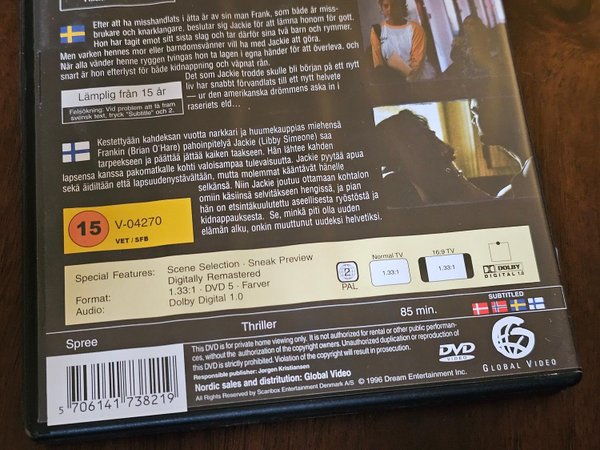 Efter att ha misshandlats i åtta år av sin man Frank, som både är miss-
brukare och knarklangare, beslutar sig Jackie för att lämna honom för gott.
Hon har tagit emot sitt sista slag och tar därför sina två barn och rymmer.
Men varken hennes mor eller barndomsvänner vill ha med Jackie att göra.
När alla vänder henne ryggen tvingas hon ta lagen i egna händer för att överleva, och
snart är hon efterlyst för både kidnappning och väpnat rån.
Det som Jackie trodde skulle bli början på ett nytt
liv har snabbt förvandlats till ett nytt helvete
— ur den amerikanska drömmens aska in i
raseriets eld...
Lämplig från 15 år
Felsökning: Vid problem att få fram
svensk text, tryck "Subtitle" och 2.
Kestettyään kahdeksan vuotta narkkari ja huumekauppias miehensä
Frankin (Brian O'Hare) pahoinpitelyä Jackie (Libby Simeone) saa
tarpeekseen ja päättää jättää kaiken taakseen. Hän lähtee kahden
lapsensa kanssa pakomatkalle kohti valoisampaa tulevaisuutta. Jackie pyytää apua
sekä äidiltään että lapsuudenystävältään, mutta molemmat kääntävät hänelle
selkänsä. Niin Jackie joutuu ottamaan kohtalon
omiin käsiinsä selvitäkseen hengissä, ja pian
hän on etsintäkuulutettu aseellisesta ryöstöstä ja
kidnappauksesta. Se, minkä piti olla uuden
elämän alku, onkin muuttunut uudeksi helvetiksi.
15
V-04270
VET / SFB
Special Features: Scene Selection · Sneak Preview
Digitally Remastered
Format: 1.33:1 · DVD 5 · Farver
Audio: Dolby Digital 1.0
2
PAL
Normal TV
1.33:1
16:9 TV
1.33:1
DOLBY
DIGITAL 1.0
Thriller
85 min.
SUBTITLED
Spree
This DVD is for private home viewing only. It is not authorized for rental or other public performan-
ces, without the authorization of the copyright owners. Unauthorized duplication or reproduction of
this DVD is strictly prohibited. Violation of the copyright will result in prosecution.
Responsible publisher: Jørgen Kristiansen
Nordic sales and distribution: Global Video
All Rights Reserved by Scanbox Entertainment Denmark A/S © 1996 Dream Entertainment Inc.
DVD
VIDEO
GLOBAL VIDEO
5 706141 738219